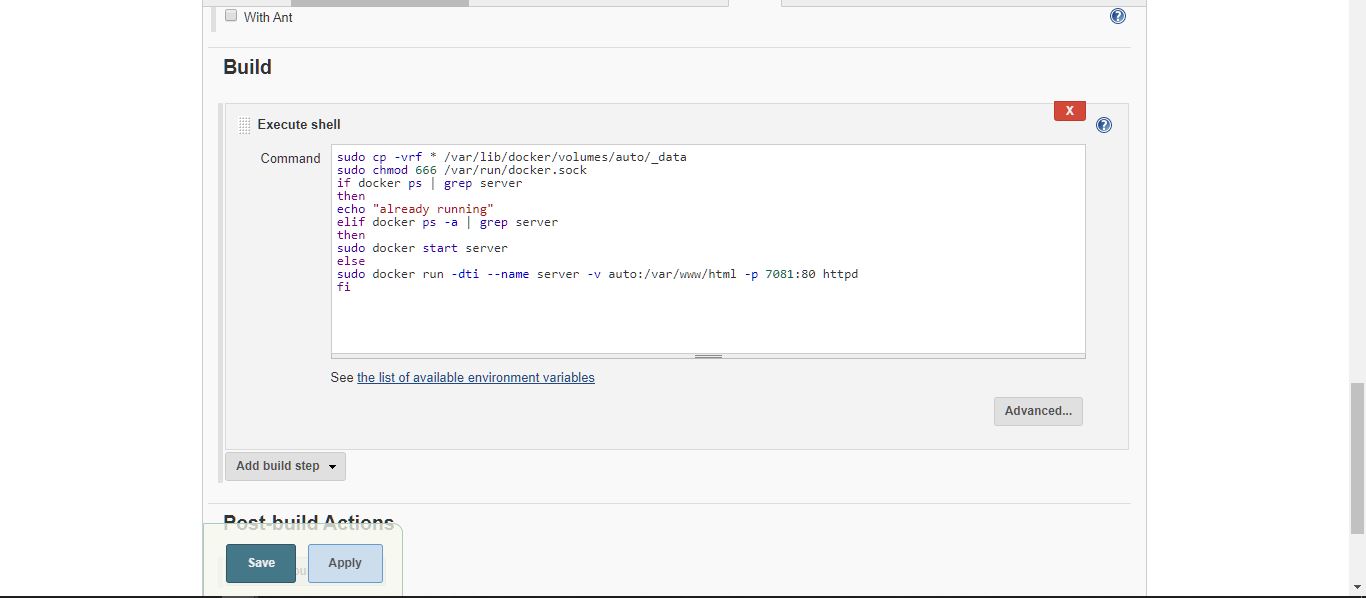 With Ant
Build
X
Execute shell
Command
sudo cp -vrf * /var/lib/docker/volumes/auto/_data
sudo chmod 666 /var/run/docker.sock
if docker ps | grep server
then
echo "already running"
elif docker ps -a | grep server
then
sudo docker start server
else
sudo docker run -dti --name server -v auto:/var/www/html -p 7081:80 httpd
fi
See the list of available environment variables
Advanced...
Add build step
Post-build Actions
Save
Apply